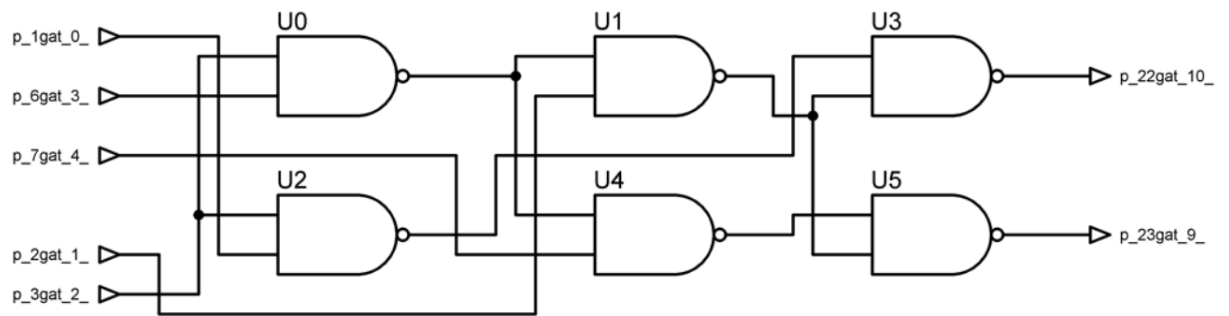 U0
U1
U3
p_1gat_0_
p_6gat_3_
p_22gat_10_
p_7gat_4_
U2
U4
U5
p_2gat_1_
p_23gat_9_
p_3gat_2_